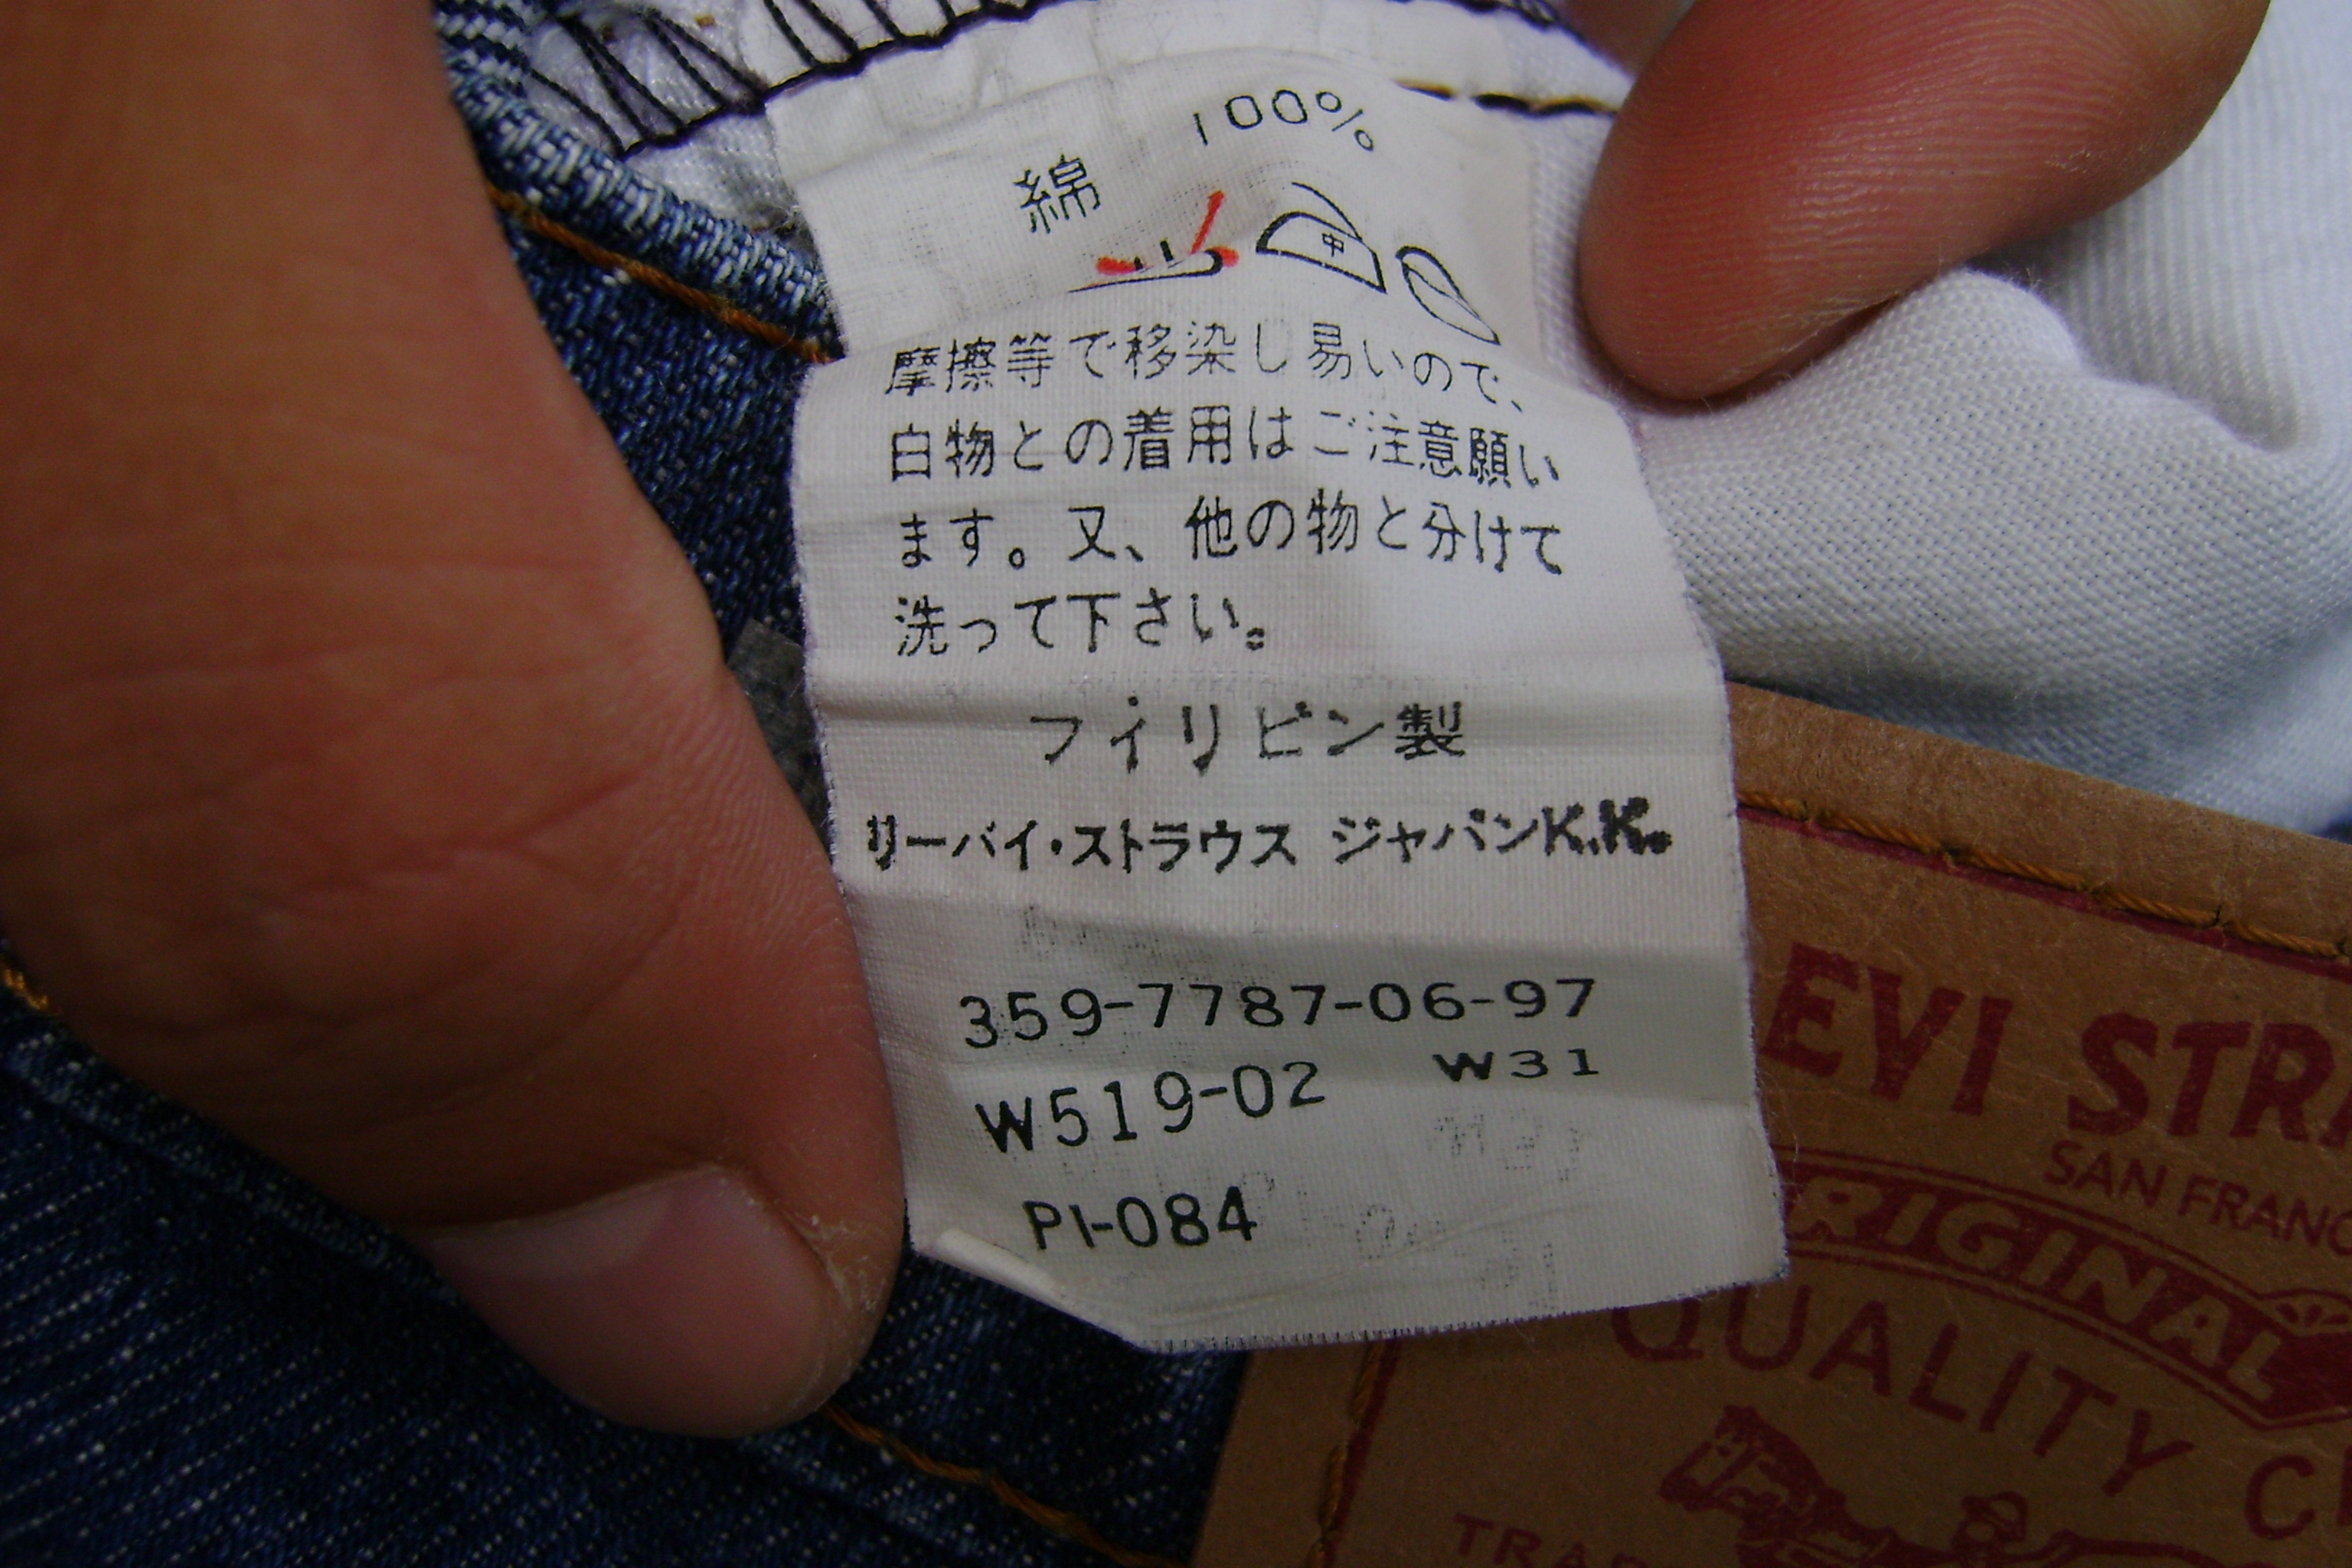 綿 100%
中
摩擦等で移染し易いので、
白物との着用はご注意願い
ます。又、他の物と分けて
洗って下さい。
フィリピン製
リーバイ・ストラウス ジャパンK.K.
359-7787-06-97
W519-02 W31
PI-084
EVI STRA
SAN FRANC
RIGINAL
QUALITY C
TRAD